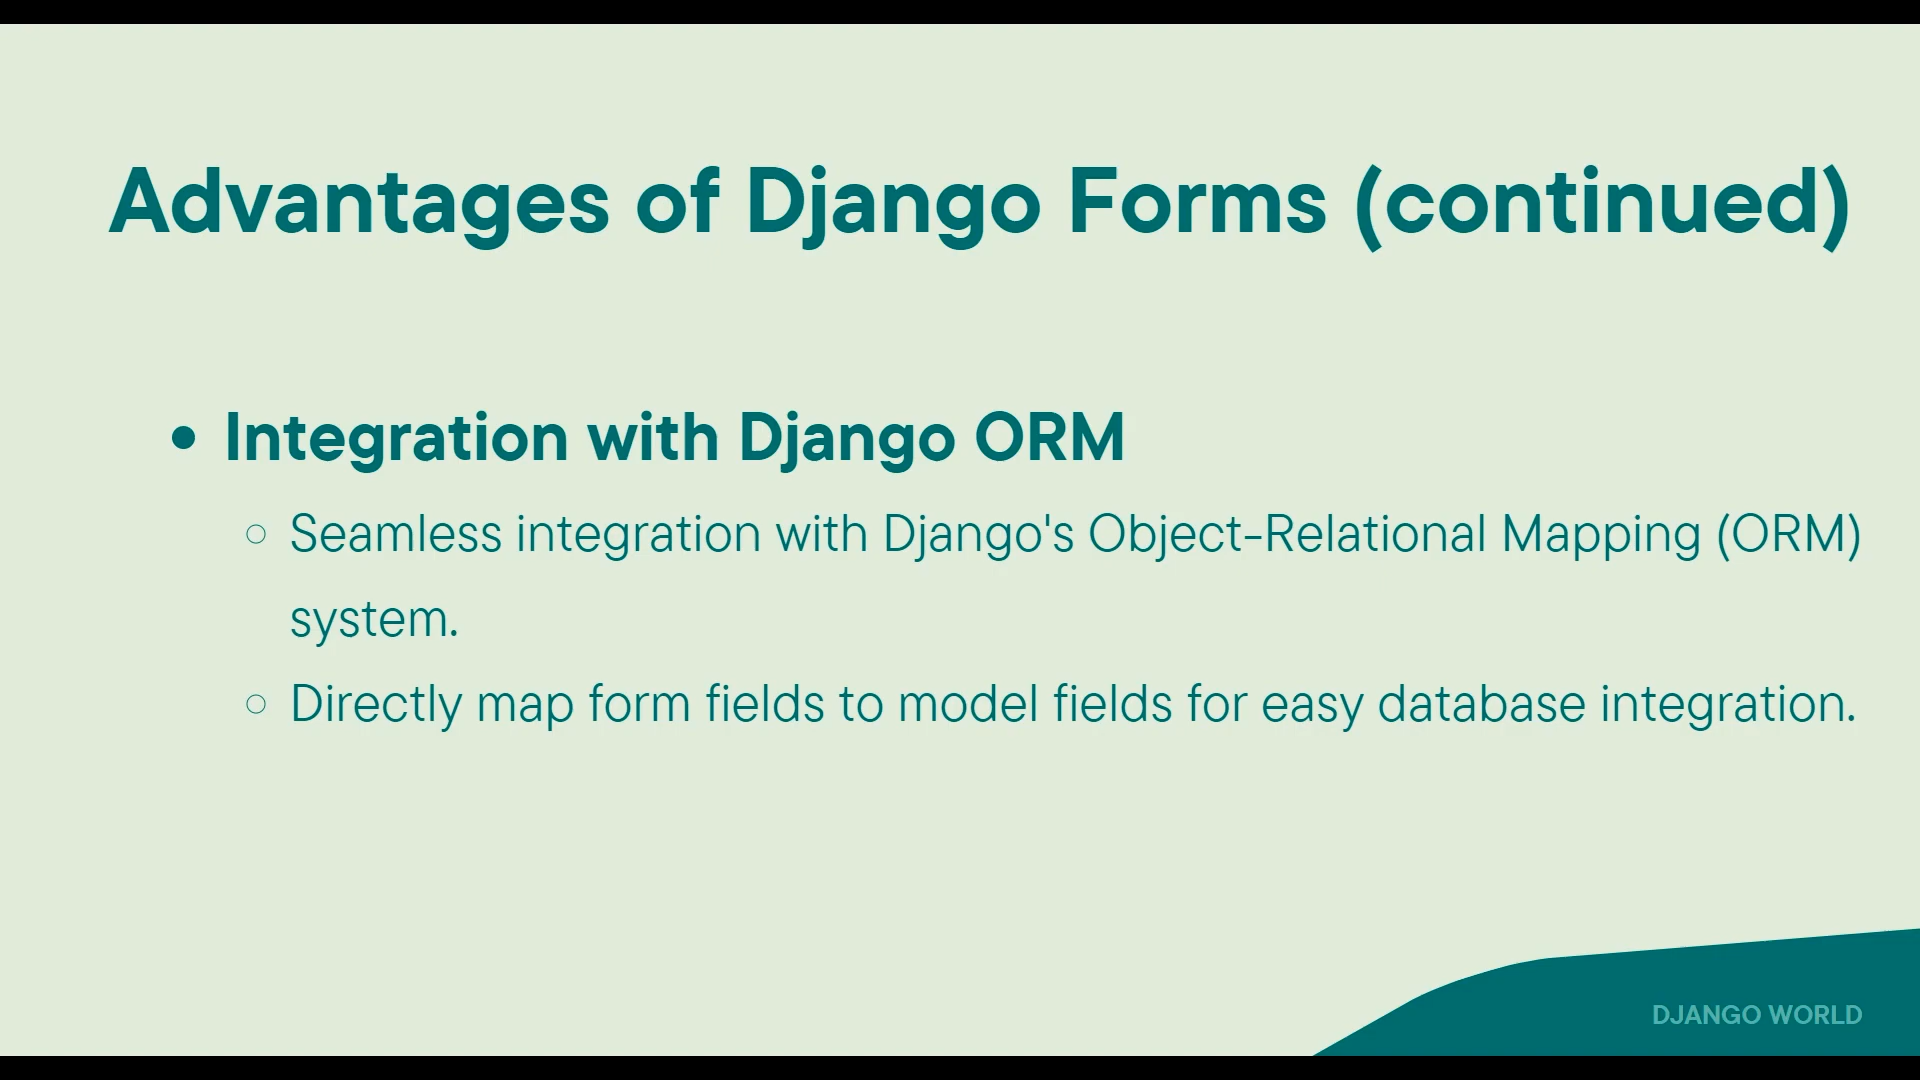 Advantages of Django Forms (continued)
• Integration with Django ORM
○ Seamless integration with Django's Object-Relational Mapping (ORM)
system.
○ Directly map form fields to model fields for easy database integration.
DJANGO WORLD